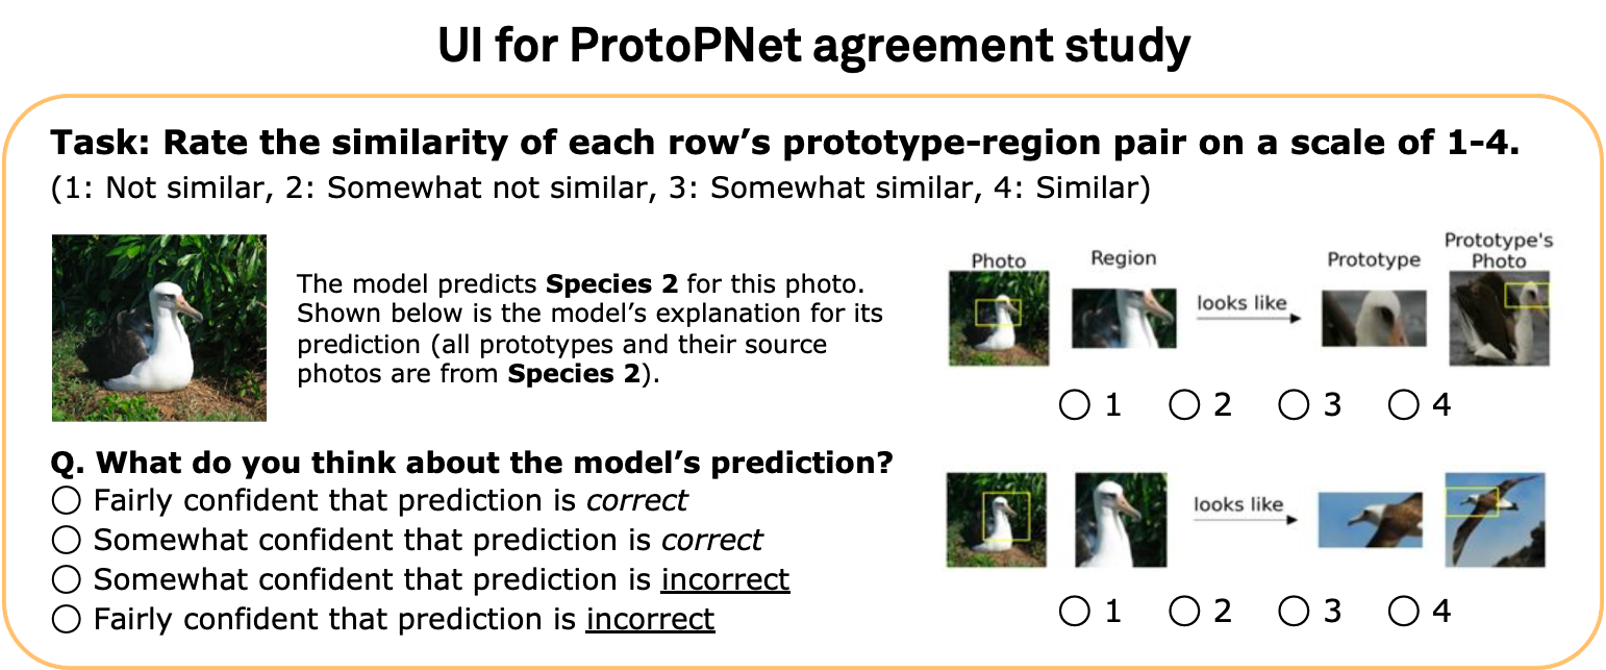 UI for ProtoPNet agreement study
Task: Rate the similarity of each row's prototype-region pair on a scale of 1-4.
(1: Not similar, 2: Somewhat not similar, 3: Somewhat similar, 4: Similar)
The model predicts Species 2 for this photo.
Shown below is the model's explanation for its
prediction (all prototypes and their source
photos are from Species 2).
Q. What do you think about the model's prediction?
Fairly confident that prediction is correct
Somewhat confident that prediction is correct
Somewhat confident that prediction is incorrect
Fairly confident that prediction is incorrect
Photo Region Prototype Prototype's
Photo
looks like
1 2 3 4
looks like
1 2 3 4